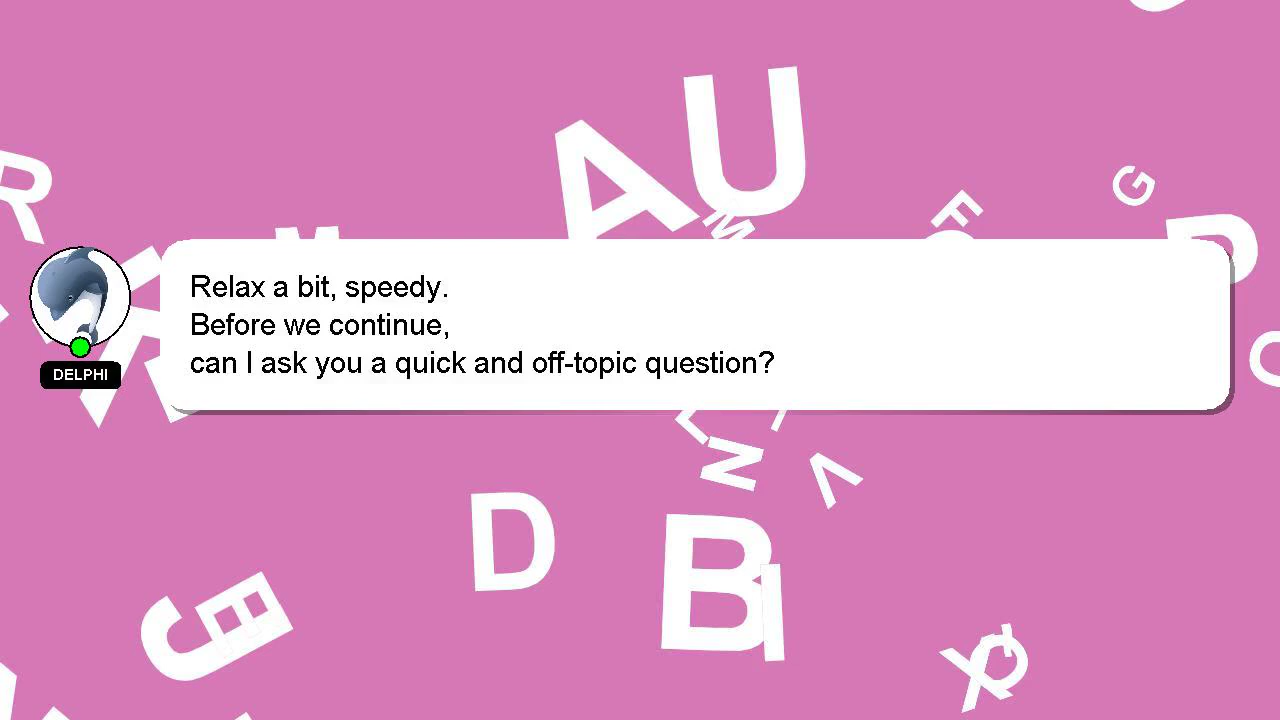 Relax a bit, speedy.
Before we continue,
can I ask you a quick and off-topic question?
DELPHI
A
U
M
F
G
D
R
L
N
V
D
B
I
J
E
X
Q